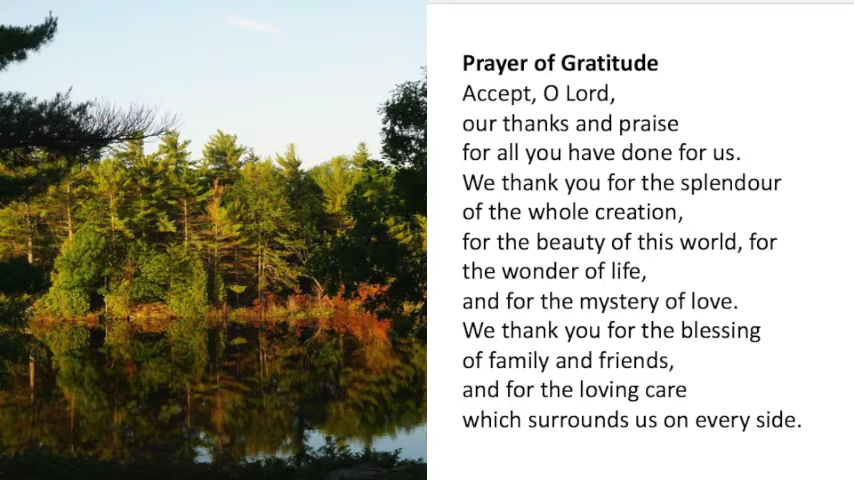 Prayer of Gratitude
Accept, O Lord,
our thanks and praise
for all you have done for us.
We thank you for the splendour
of the whole creation,
for the beauty of this world, for
the wonder of life,
and for the mystery of love.
We thank you for the blessing
of family and friends,
and for the loving care
which surrounds us on every side.